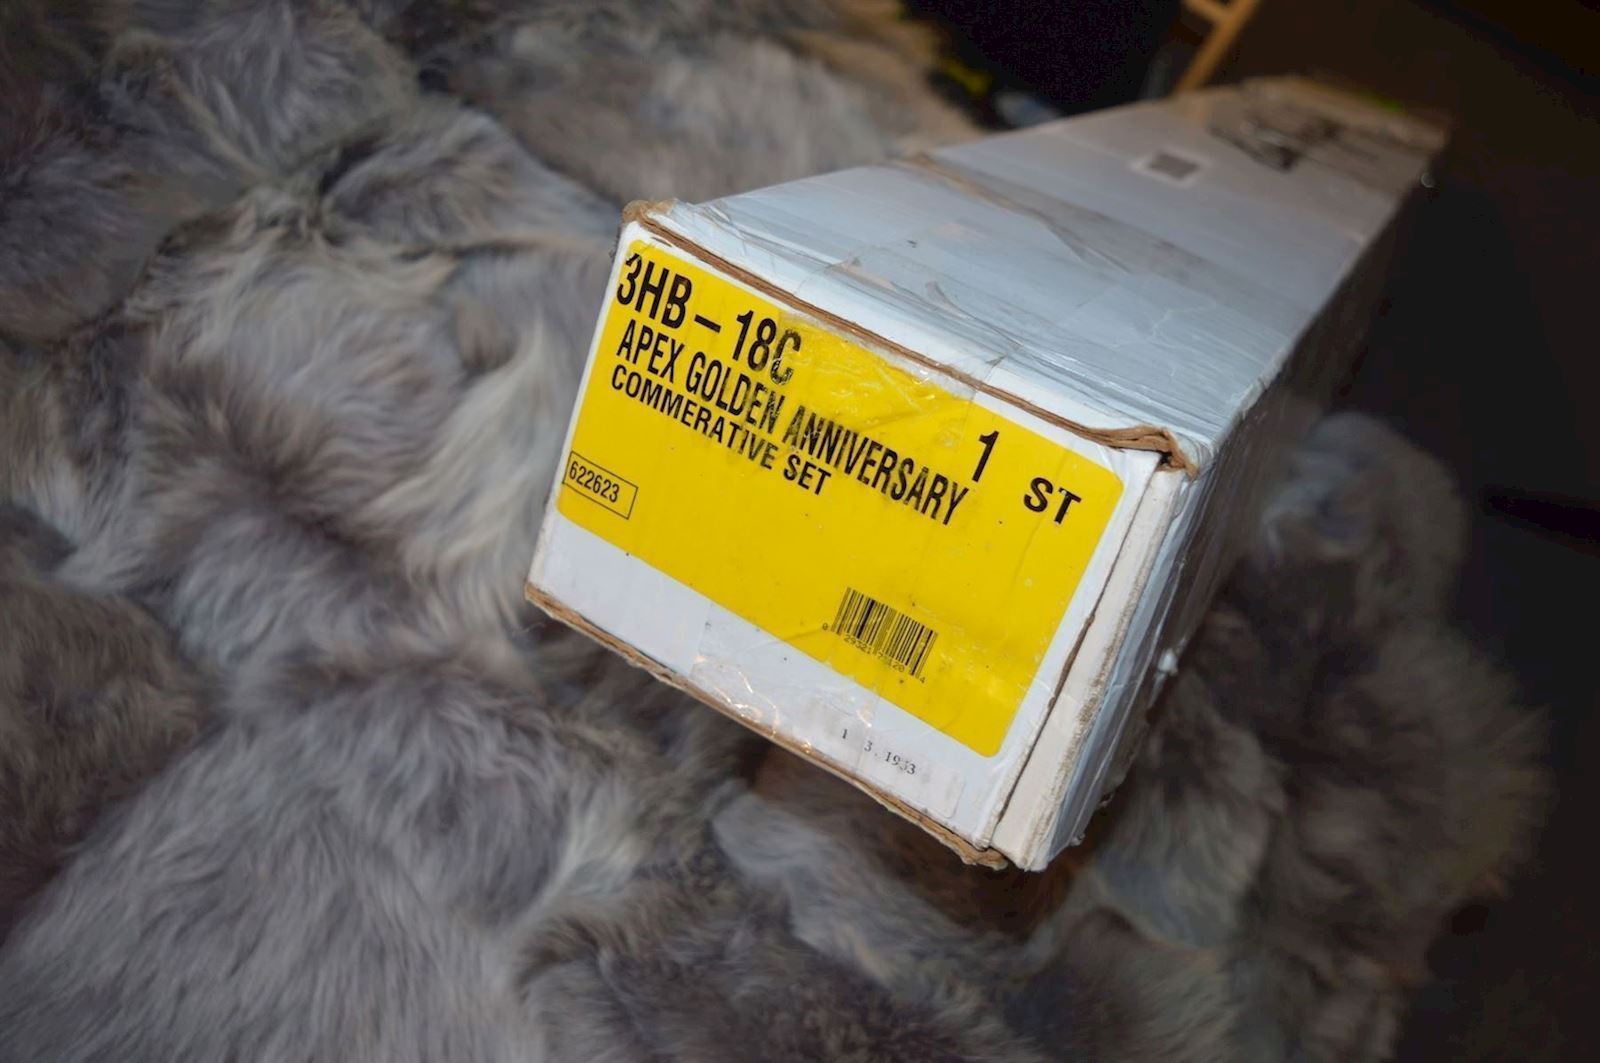 3HB – 18C
APEX GOLDEN ANNIVERSARY 1 ST
COMMERATIVE SET
622623